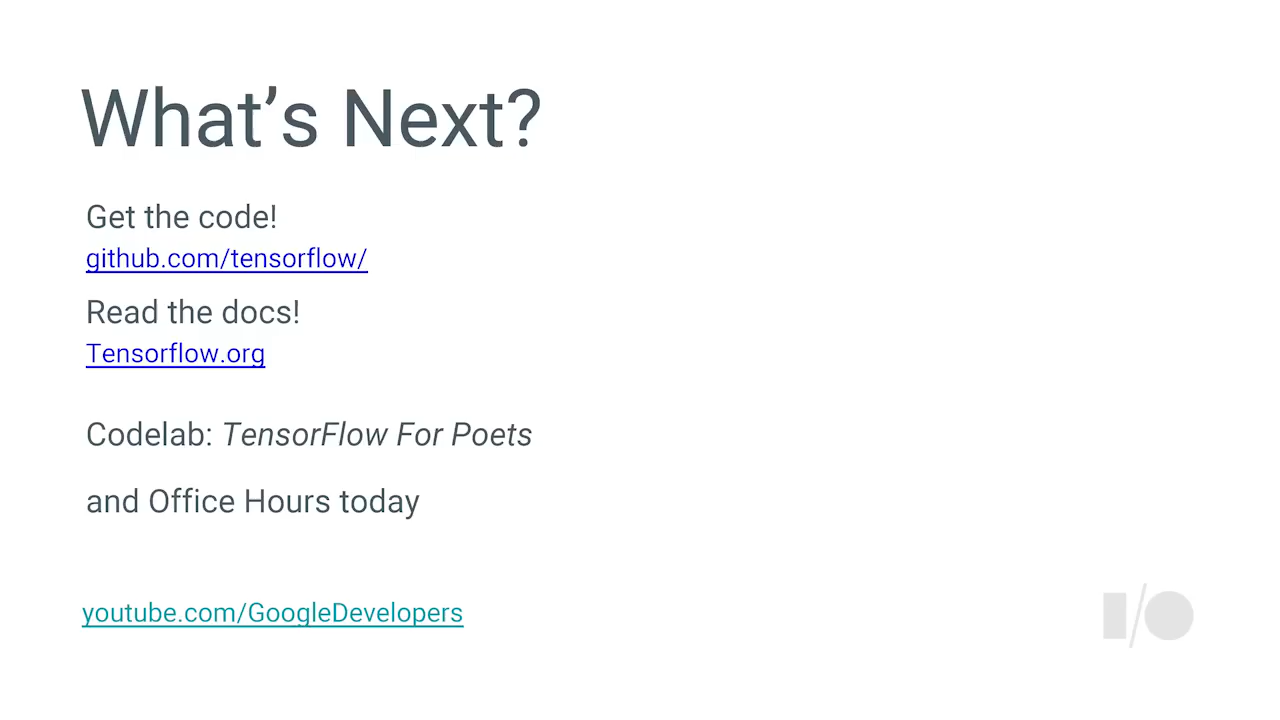 What’s Next?
Get the code!
github.com/tensorflow/
Read the docs!
Tensorflow.org
Codelab: TensorFlow For Poets
and Office Hours today
youtube.com/GoogleDevelopers
I/O